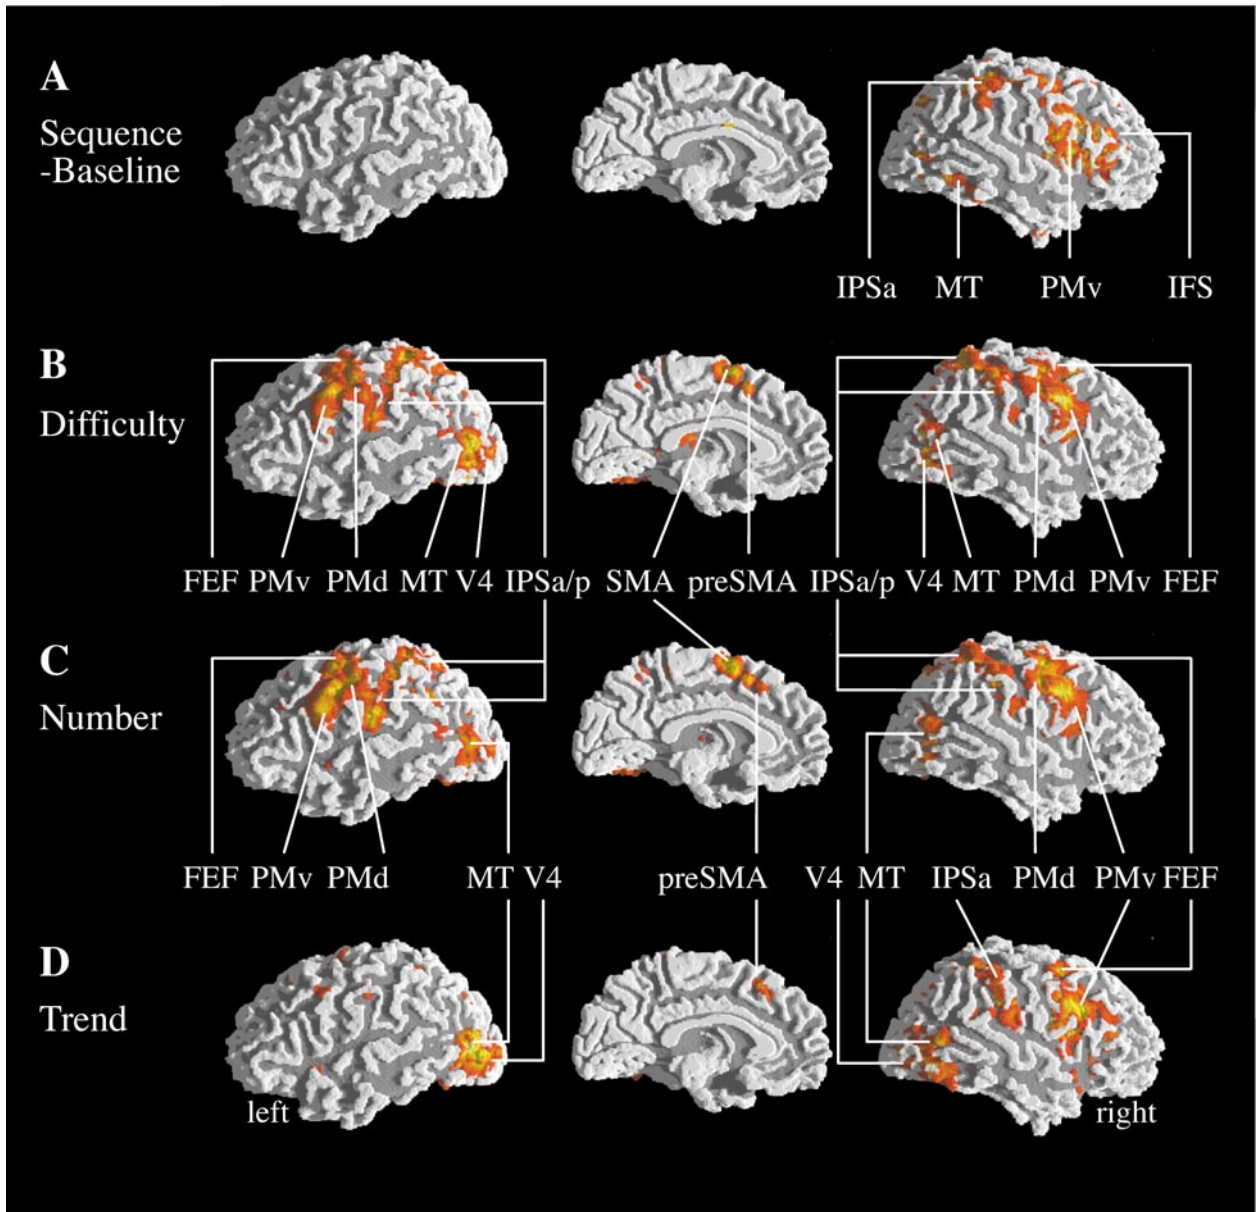 A
Sequence
-Baseline
IPSa MT PMv IFS
B
Difficulty
FEF PMv PMd MT V4 IPSa/p SMA preSMA IPSa/p V4 MT PMd PMv FEF
C
Number
FEF PMv PMd MT V4 preSMA V4 MT IPSa PMd PMv FEF
D
Trend
left right